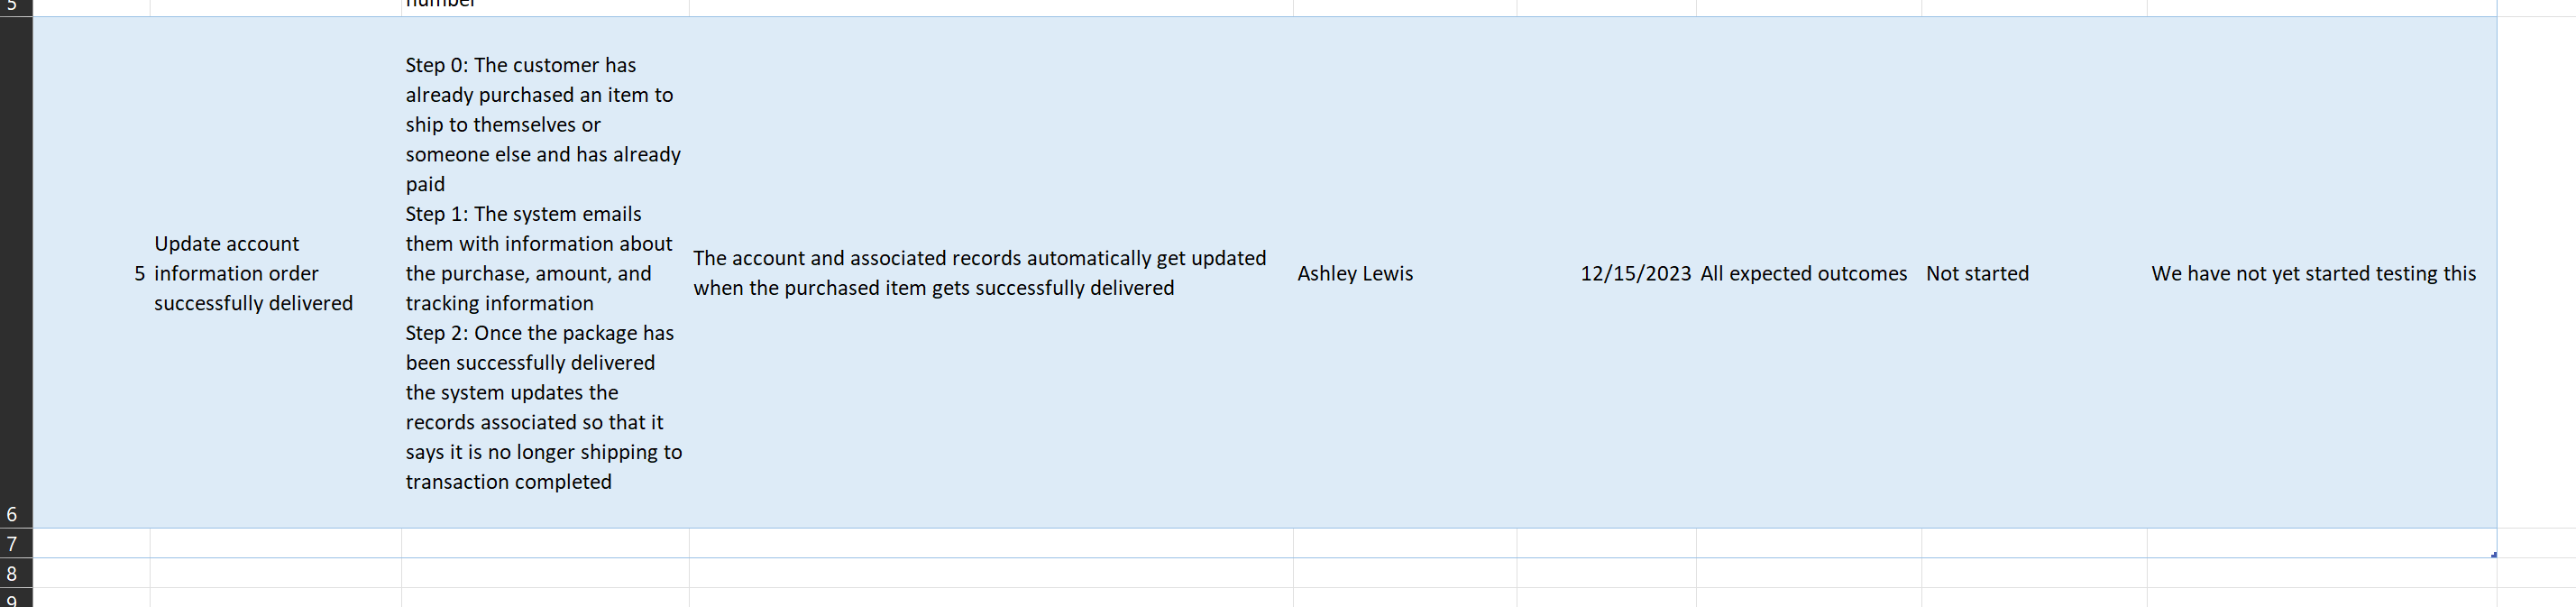 5
number
5
Update account
information order
successfully delivered
Step 0: The customer has
already purchased an item to
ship to themselves or
someone else and has already
paid
Step 1: The system emails
them with information about
the purchase, amount, and
tracking information
Step 2: Once the package has
been successfully delivered
the system updates the
records associated so that it
says it is no longer shipping to
transaction completed
The account and associated records automatically get updated
when the purchased item gets successfully delivered
Ashley Lewis
12/15/2023
All expected outcomes
Not started
We have not yet started testing this
6
7
8
9